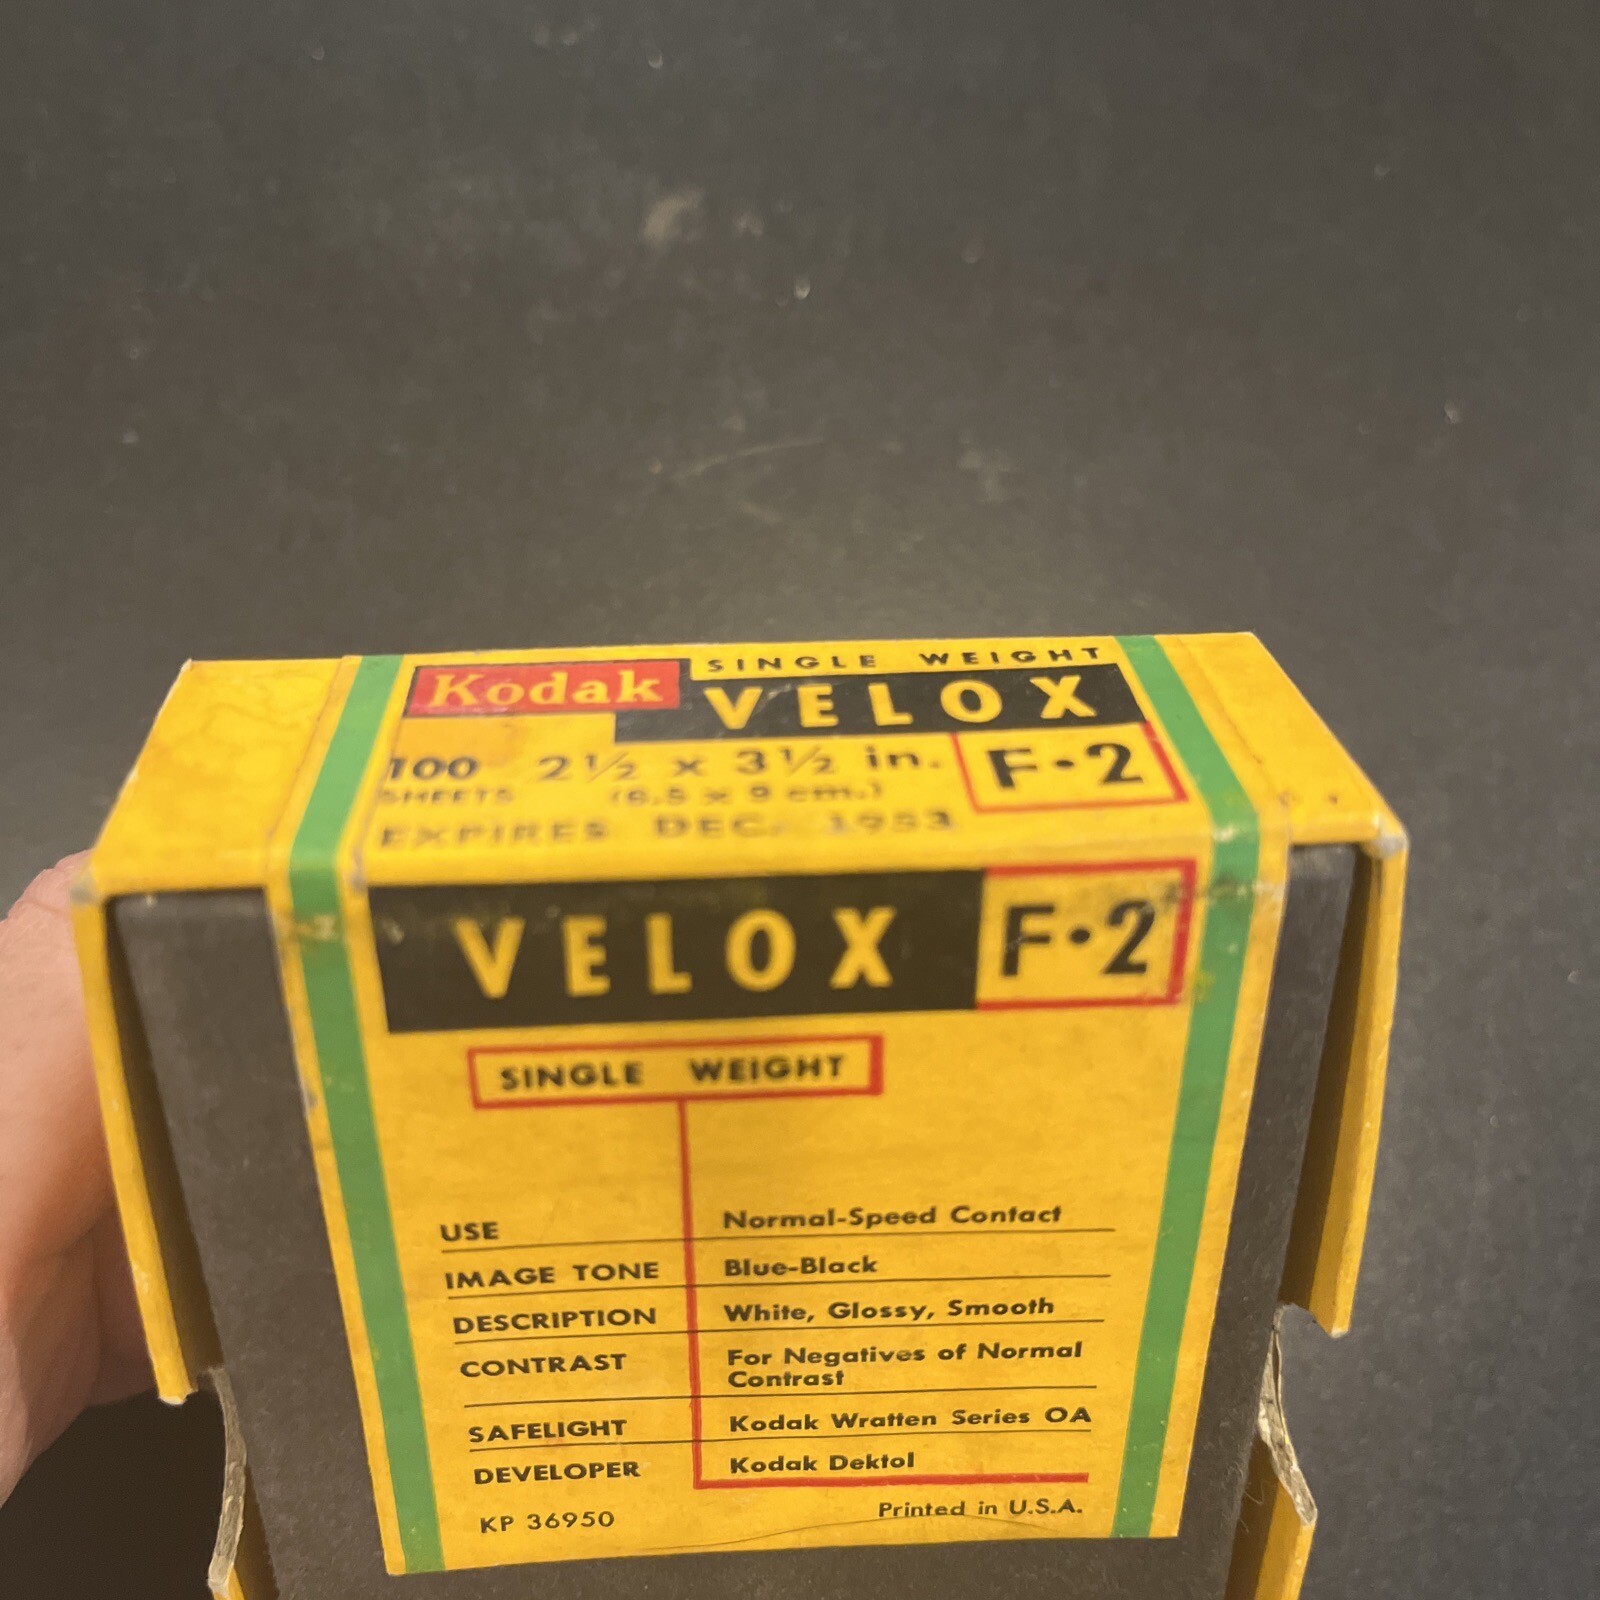 Kodak SINGLE WEIGHT
VELOX
100 2½ x 3½ in. F·2
SHEETS (6.5 x 9 cm.)
EXPIRES DEC. 1953
VELOX F·2
SINGLE WEIGHT
USE Normal-Speed Contact
IMAGE TONE Blue-Black
DESCRIPTION White, Glossy, Smooth
CONTRAST For Negatives of Normal
Contrast
SAFELIGHT Kodak Wratten Series OA
DEVELOPER Kodak Dektol
KP 36950 Printed in U.S.A.